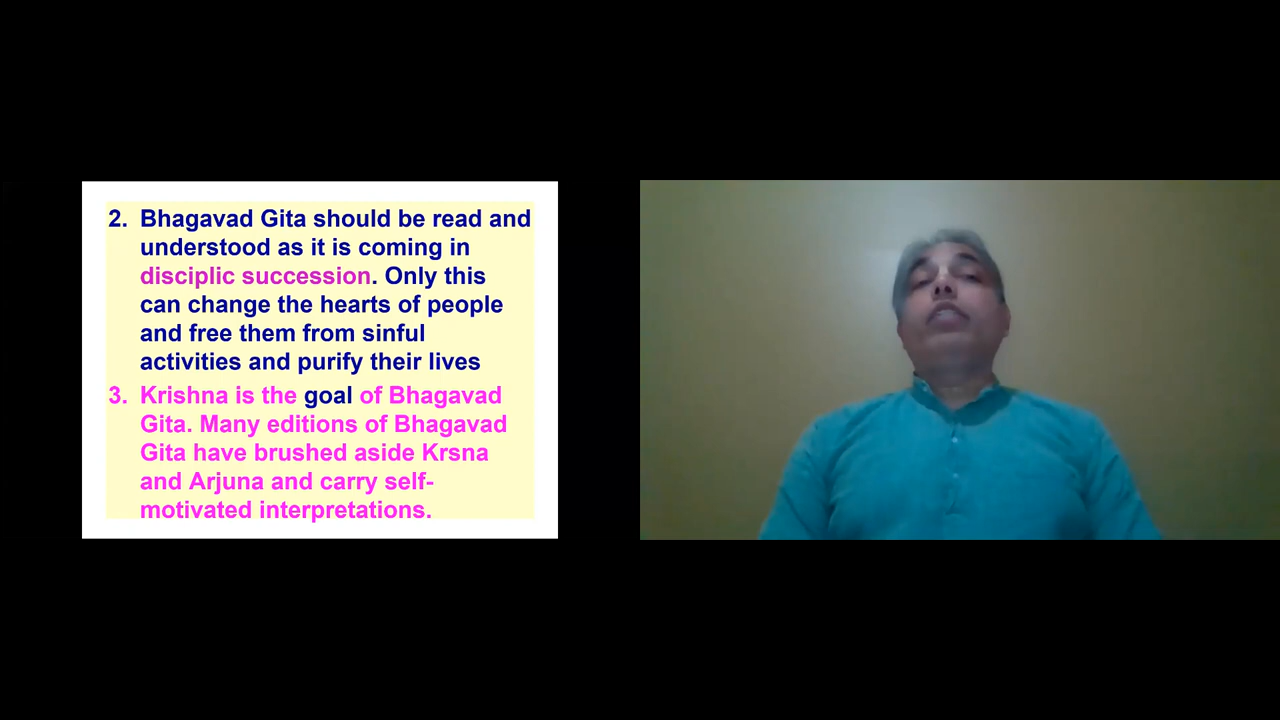 2. Bhagavad Gita should be read and
understood as it is coming in
disciplic succession. Only this
can change the hearts of people
and free them from sinful
activities and purify their lives
3. Krishna is the goal of Bhagavad
Gita. Many editions of Bhagavad
Gita have brushed aside Krsna
and Arjuna and carry self-
motivated interpretations.